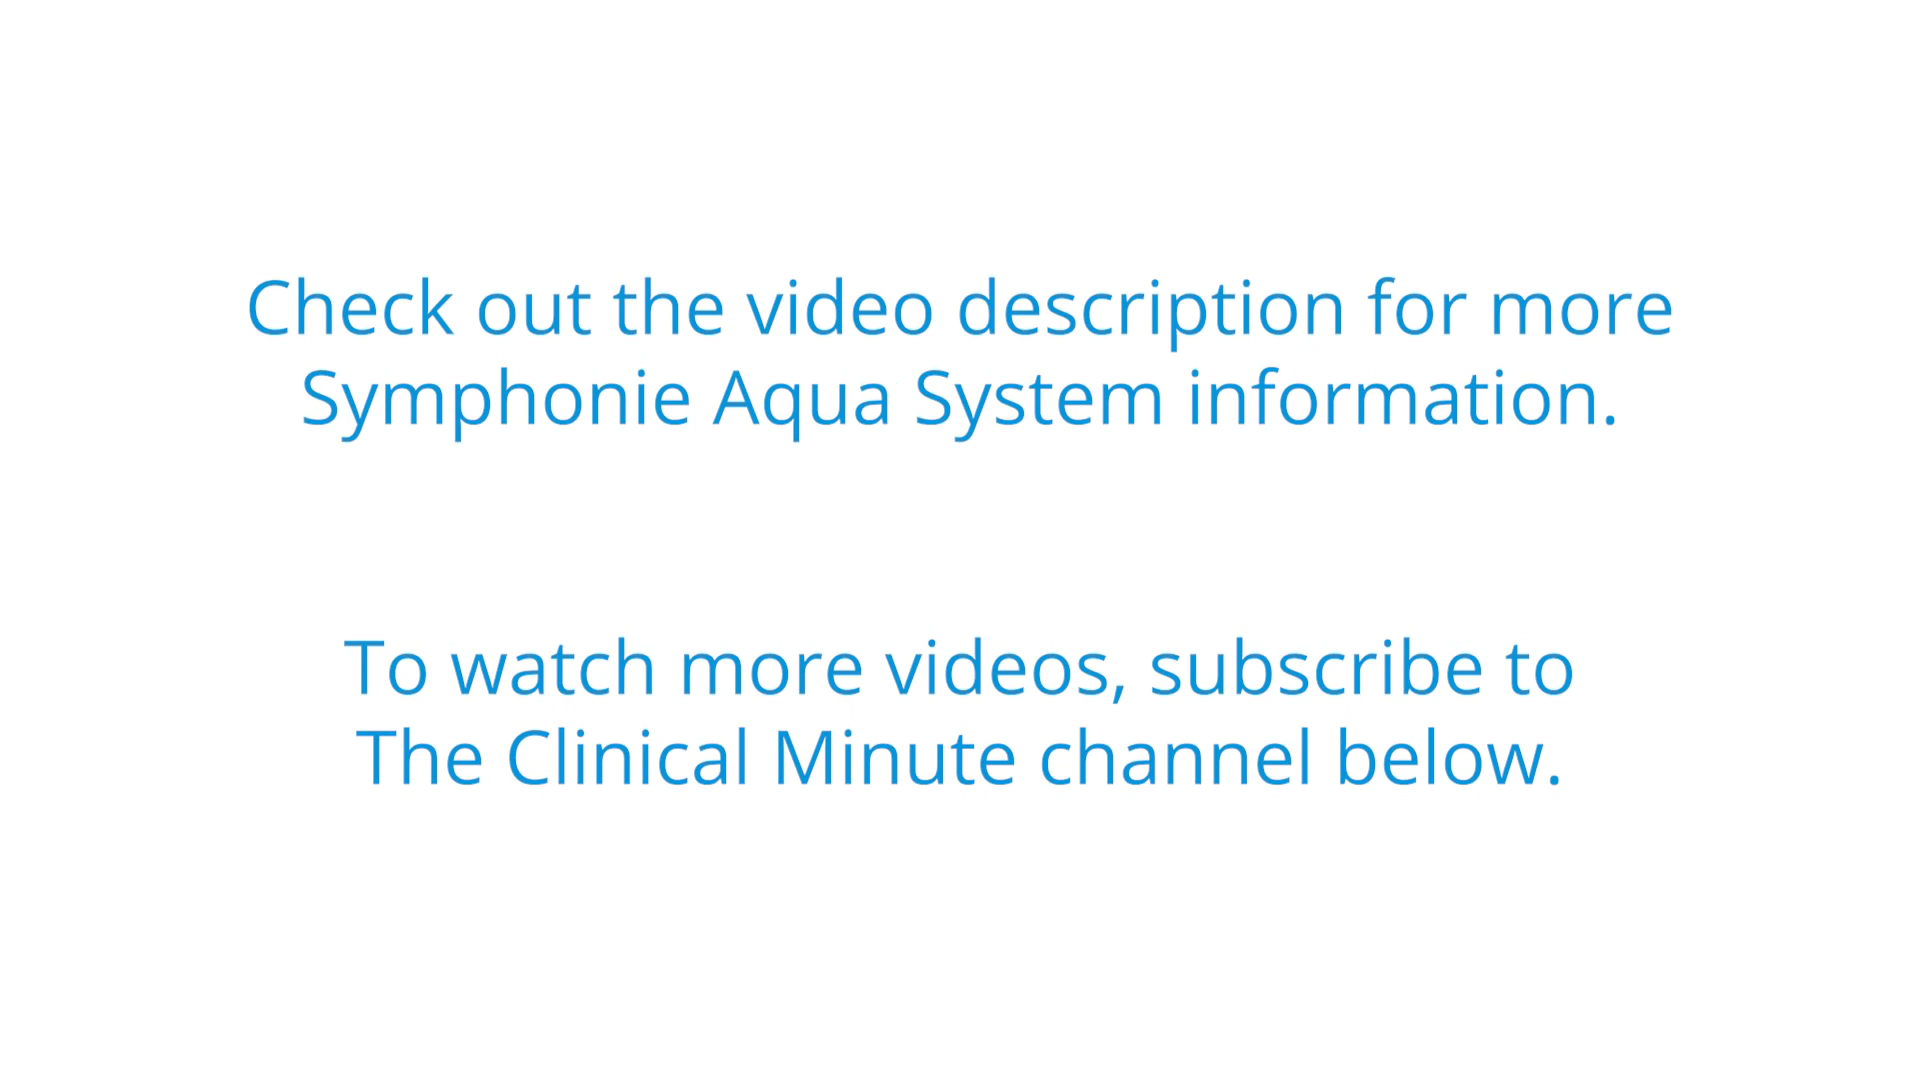 Check out the video description for more
Symphonie Aqua System information.
To watch more videos, subscribe to
The Clinical Minute channel below.